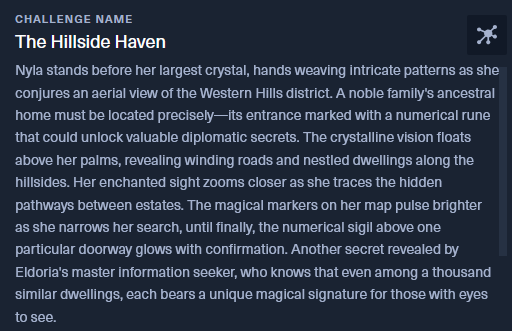 CHALLENGE NAME
The Hillside Haven
Nyla stands before her largest crystal, hands weaving intricate patterns as she
conjures an aerial view of the Western Hills district. A noble family's ancestral
home must be located precisely—its entrance marked with a numerical rune
that could unlock valuable diplomatic secrets. The crystalline vision floats
above her palms, revealing winding roads and nestled dwellings along the
hillsides. Her enchanted sight zooms closer as she traces the hidden
pathways between estates. The magical markers on her map pulse brighter
as she narrows her search, until finally, the numerical sigil above one
particular doorway glows with confirmation. Another secret revealed by
Eldoria's master information seeker, who knows that even among a thousand
similar dwellings, each bears a unique magical signature for those with eyes
to see.